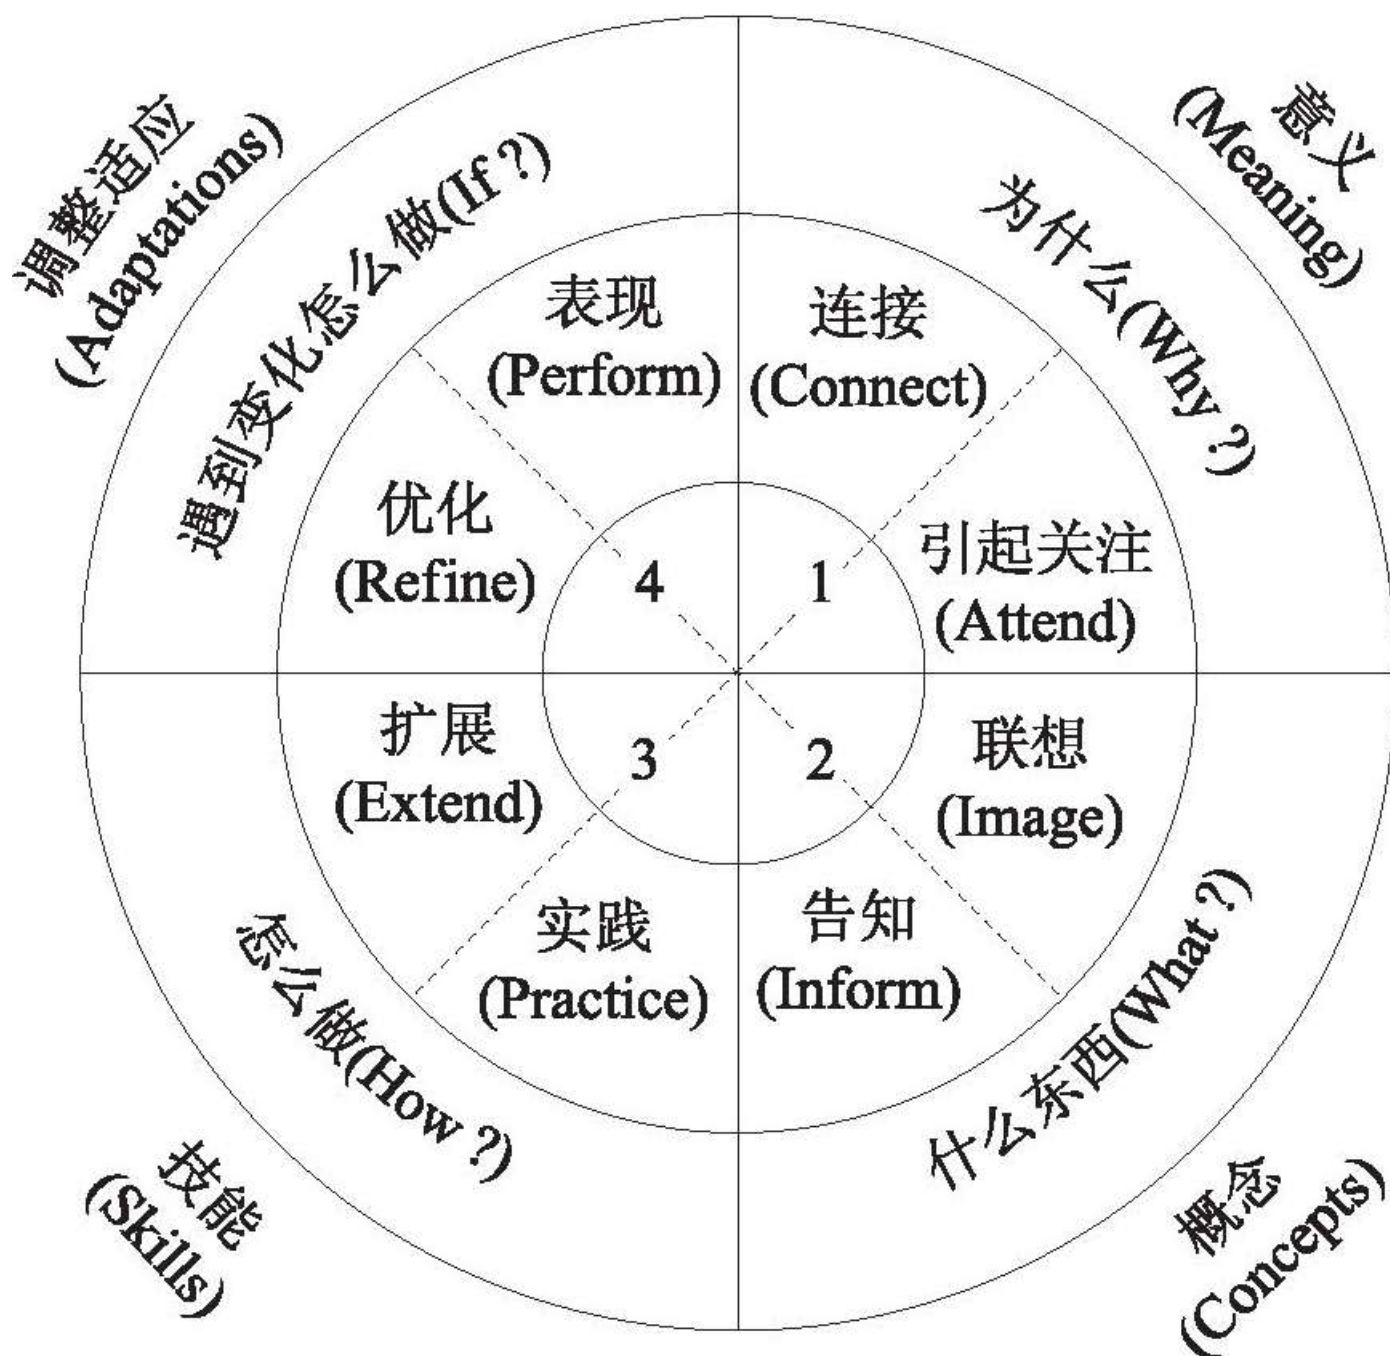 调整适应
(Adaptations)
意义
(Meaning)
遇到变化怎么做(If ?)
为什么(Why ?)
表现
(Perform)
连接
(Connect)
优化
(Refine)
引起关注
(Attend)
4
1
扩展
(Extend)
3
2
联想
(Image)
实践
(Practice)
告知
(Inform)
怎么做(How ?)
什么东西(What ?)
技能
(Skills)
概念
(Concepts)